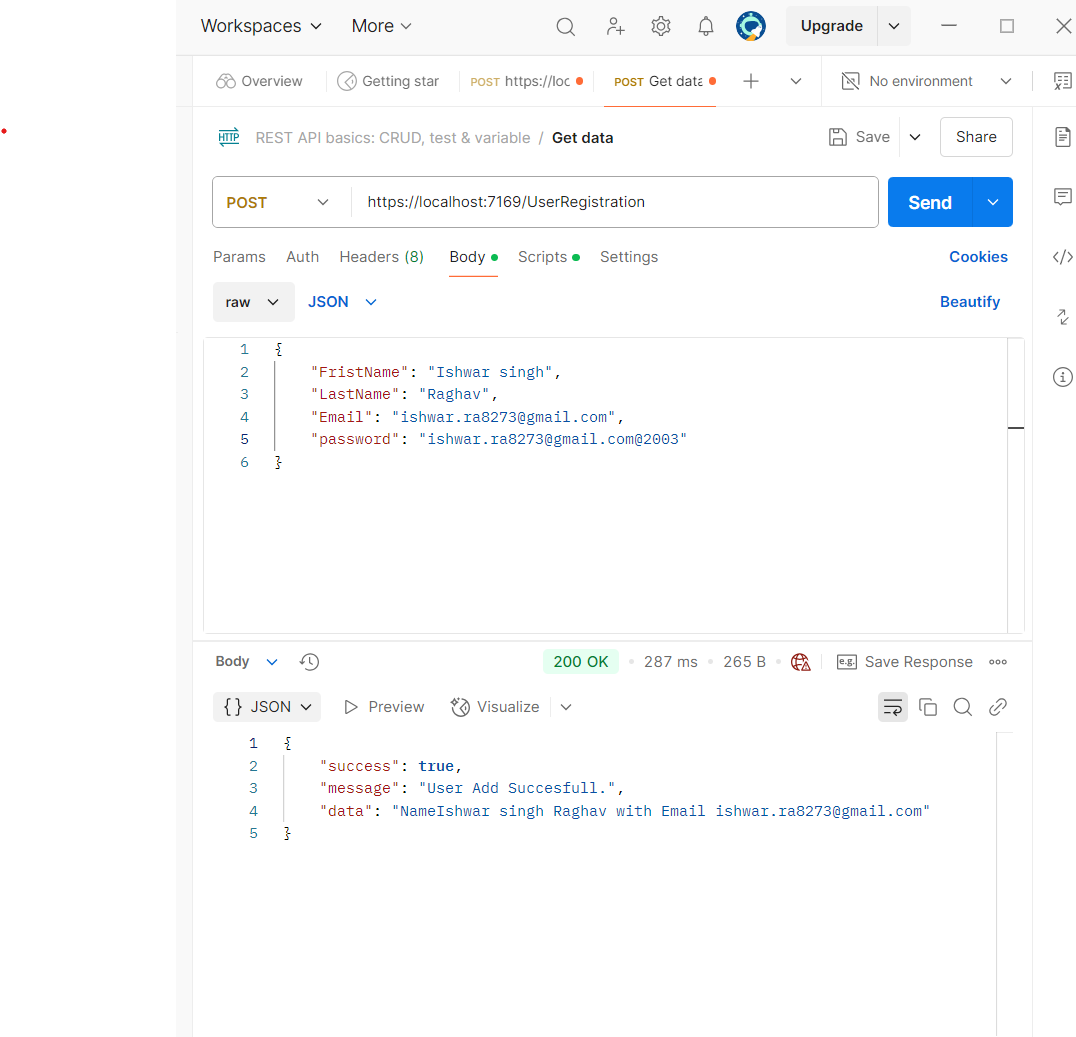 Workspaces More Upgrade
Overview Getting star POST https://loc POST Get data No environment
HTTP REST API basics: CRUD, test & variable / Get data Save Share
POST https://localhost:7169/UserRegistration Send
Params Auth Headers (8) Body Scripts Settings Cookies
raw JSON Beautify
1 {
2 "FristName": "Ishwar singh",
3 "LastName": "Raghav",
4 "Email": "ishwar.ra8273@gmail.com",
5 "password": "ishwar.ra8273@gmail.com@2003"
6 }
Body 200 OK 287 ms 265 B e.g. Save Response
{} JSON Preview Visualize
1 {
2 "success": true,
3 "message": "User Add Succesfull.",
4 "data": "NameIshwar singh Raghav with Email ishwar.ra8273@gmail.com"
5 }